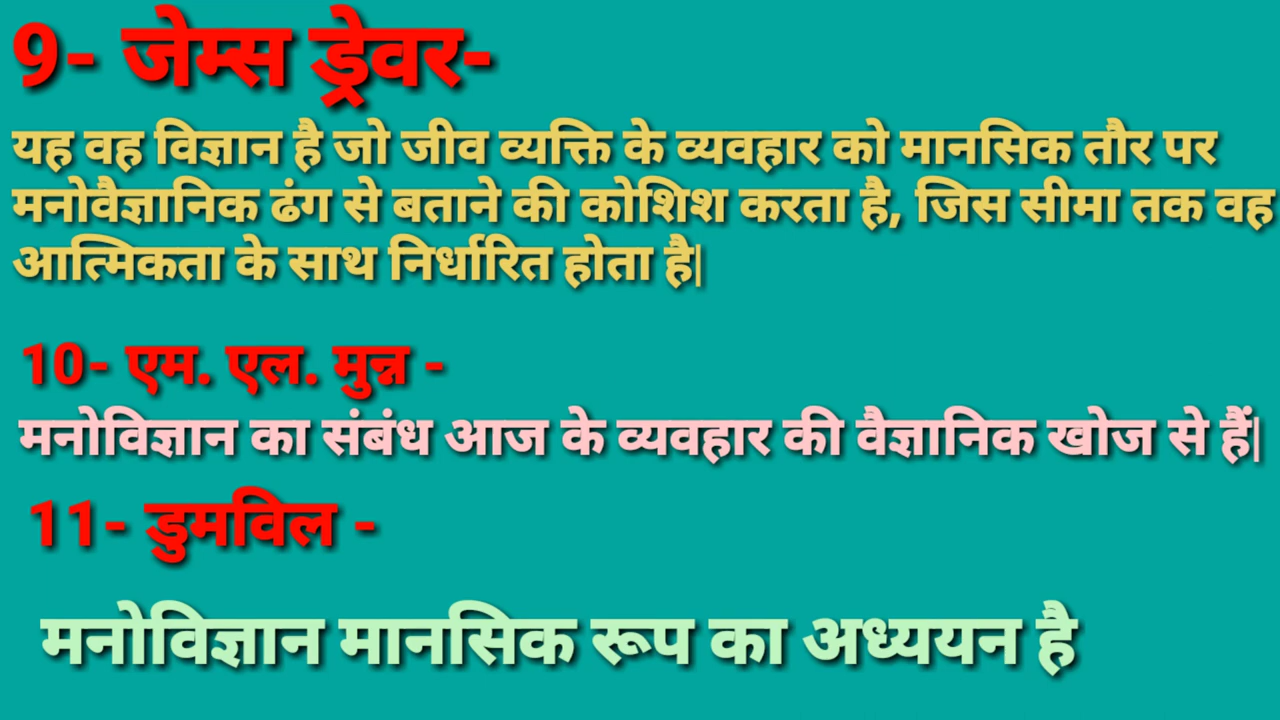 9- जेम्स ड्रेवर-
यह वह विज्ञान है जो जीव व्यक्ति के व्यवहार को मानसिक तौर पर
मनोवैज्ञानिक ढंग से बताने की कोशिश करता है, जिस सीमा तक वह
आत्मिकता के साथ निर्धारित होता है|
10- एम. एल. मुन्न -
मनोविज्ञान का संबंध आज के व्यवहार की वैज्ञानिक खोज से हैं|
11- डुमविल -
मनोविज्ञान मानसिक रूप का अध्ययन है